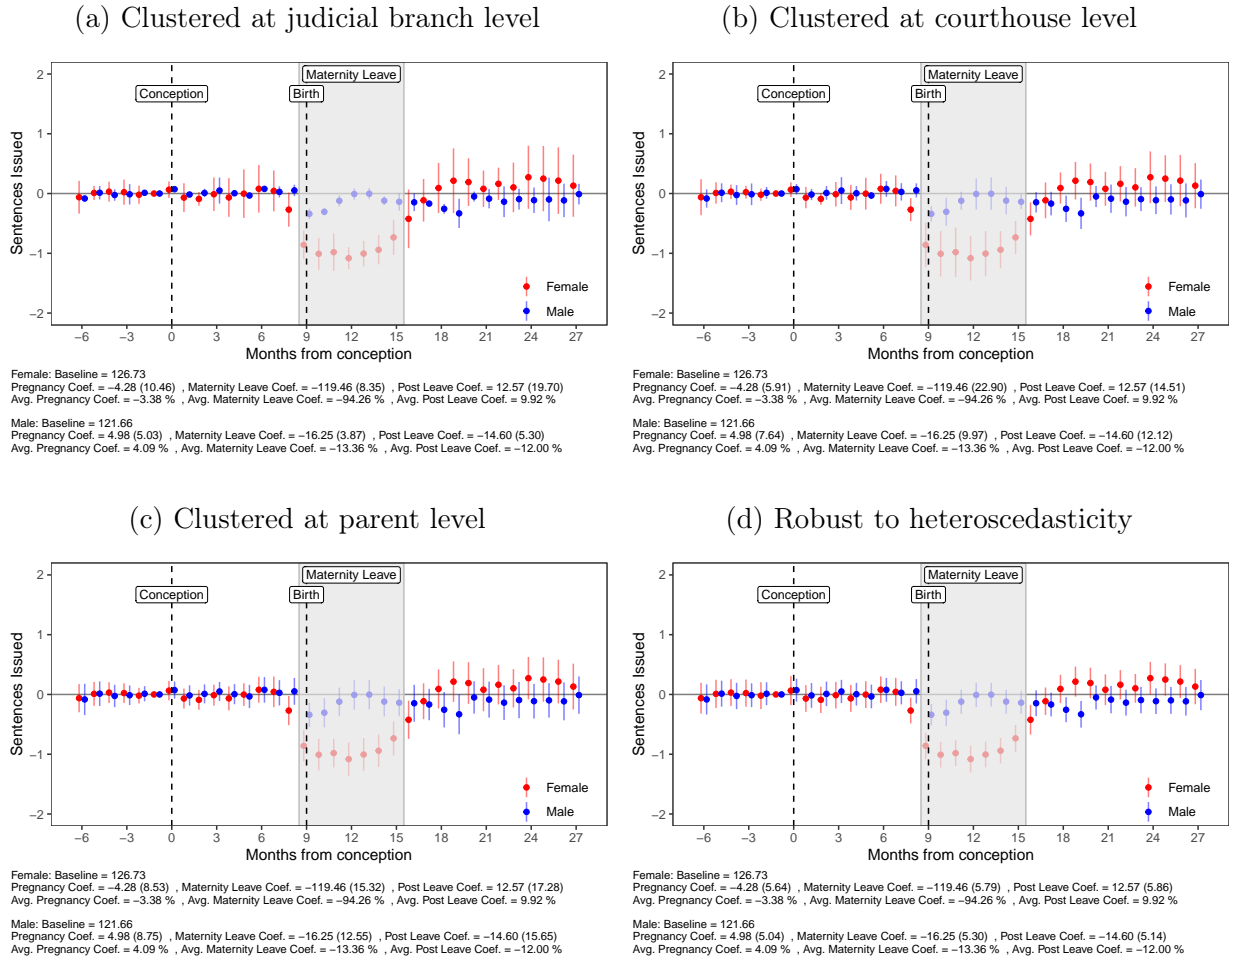 (a) Clustered at judicial branch level
2
1
0
−1
−2
Sentences Issued
Maternity Leave
Conception
Birth
Female
Male
−6
−3
0
3
6
9
12
15
18
21
24
27
Months from conception
Female: Baseline = 126.73
Pregnancy Coef. = −4.28 (10.46) , Maternity Leave Coef. = −119.46 (8.35) , Post Leave Coef. = 12.57 (19.70)
Avg. Pregnancy Coef. = −3.38 % , Avg. Maternity Leave Coef. = −94.26 % , Avg. Post Leave Coef. = 9.92 %
Male: Baseline = 121.66
Pregnancy Coef. = 4.98 (5.03) , Maternity Leave Coef. = −16.25 (3.87) , Post Leave Coef. = −14.60 (5.30)
Avg. Pregnancy Coef. = 4.09 % , Avg. Maternity Leave Coef. = −13.36 % , Avg. Post Leave Coef. = −12.00 %
(b) Clustered at courthouse level
2
1
0
−1
−2
Sentences Issued
Maternity Leave
Conception
Birth
Female
Male
−6
−3
0
3
6
9
12
15
18
21
24
27
Months from conception
Female: Baseline = 126.73
Pregnancy Coef. = −4.28 (5.91) , Maternity Leave Coef. = −119.46 (22.90) , Post Leave Coef. = 12.57 (14.51)
Avg. Pregnancy Coef. = −3.38 % , Avg. Maternity Leave Coef. = −94.26 % , Avg. Post Leave Coef. = 9.92 %
Male: Baseline = 121.66
Pregnancy Coef. = 4.98 (7.64) , Maternity Leave Coef. = −16.25 (9.97) , Post Leave Coef. = −14.60 (12.12)
Avg. Pregnancy Coef. = 4.09 % , Avg. Maternity Leave Coef. = −13.36 % , Avg. Post Leave Coef. = −12.00 %
(c) Clustered at parent level
2
1
0
−1
−2
Sentences Issued
Maternity Leave
Conception
Birth
Female
Male
−6
−3
0
3
6
9
12
15
18
21
24
27
Months from conception
Female: Baseline = 126.73
Pregnancy Coef. = −4.28 (8.53) , Maternity Leave Coef. = −119.46 (15.32) , Post Leave Coef. = 12.57 (17.28)
Avg. Pregnancy Coef. = −3.38 % , Avg. Maternity Leave Coef. = −94.26 % , Avg. Post Leave Coef. = 9.92 %
Male: Baseline = 121.66
Pregnancy Coef. = 4.98 (8.75) , Maternity Leave Coef. = −16.25 (12.55) , Post Leave Coef. = −14.60 (15.65)
Avg. Pregnancy Coef. = 4.09 % , Avg. Maternity Leave Coef. = −13.36 % , Avg. Post Leave Coef. = −12.00 %
(d) Robust to heteroscedasticity
2
1
0
−1
−2
Sentences Issued
Maternity Leave
Conception
Birth
Female
Male
−6
−3
0
3
6
9
12
15
18
21
24
27
Months from conception
Female: Baseline = 126.73
Pregnancy Coef. = −4.28 (5.64) , Maternity Leave Coef. = −119.46 (5.79) , Post Leave Coef. = 12.57 (5.86)
Avg. Pregnancy Coef. = −3.38 % , Avg. Maternity Leave Coef. = −94.26 % , Avg. Post Leave Coef. = 9.92 %
Male: Baseline = 121.66
Pregnancy Coef. = 4.98 (5.04) , Maternity Leave Coef. = −16.25 (5.30) , Post Leave Coef. = −14.60 (5.14)
Avg. Pregnancy Coef. = 4.09 % , Avg. Maternity Leave Coef. = −13.36 % , Avg. Post Leave Coef. = −12.00 %